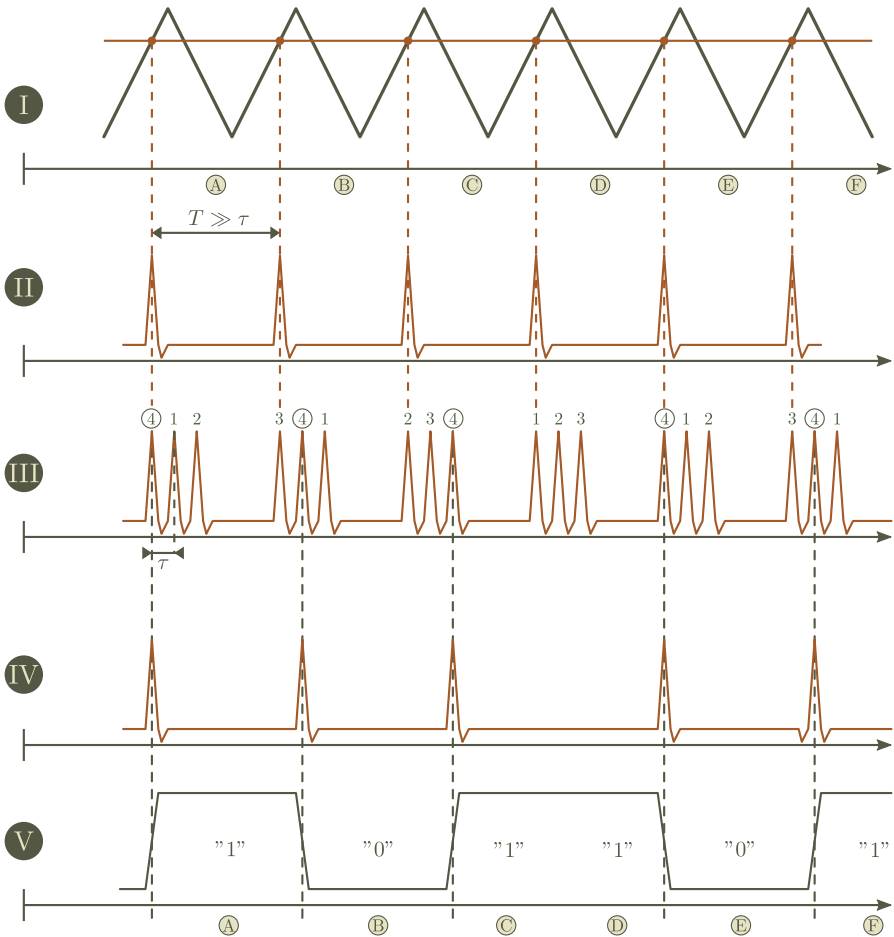 I
A B C D E F
T ≫ τ
II
4 1 2 3 4 1 2 3 4 1 2 3 4 1 2 3 4 1
III
τ
IV
V
"1" "0" "1" "1" "0" "1"
A B C D E F